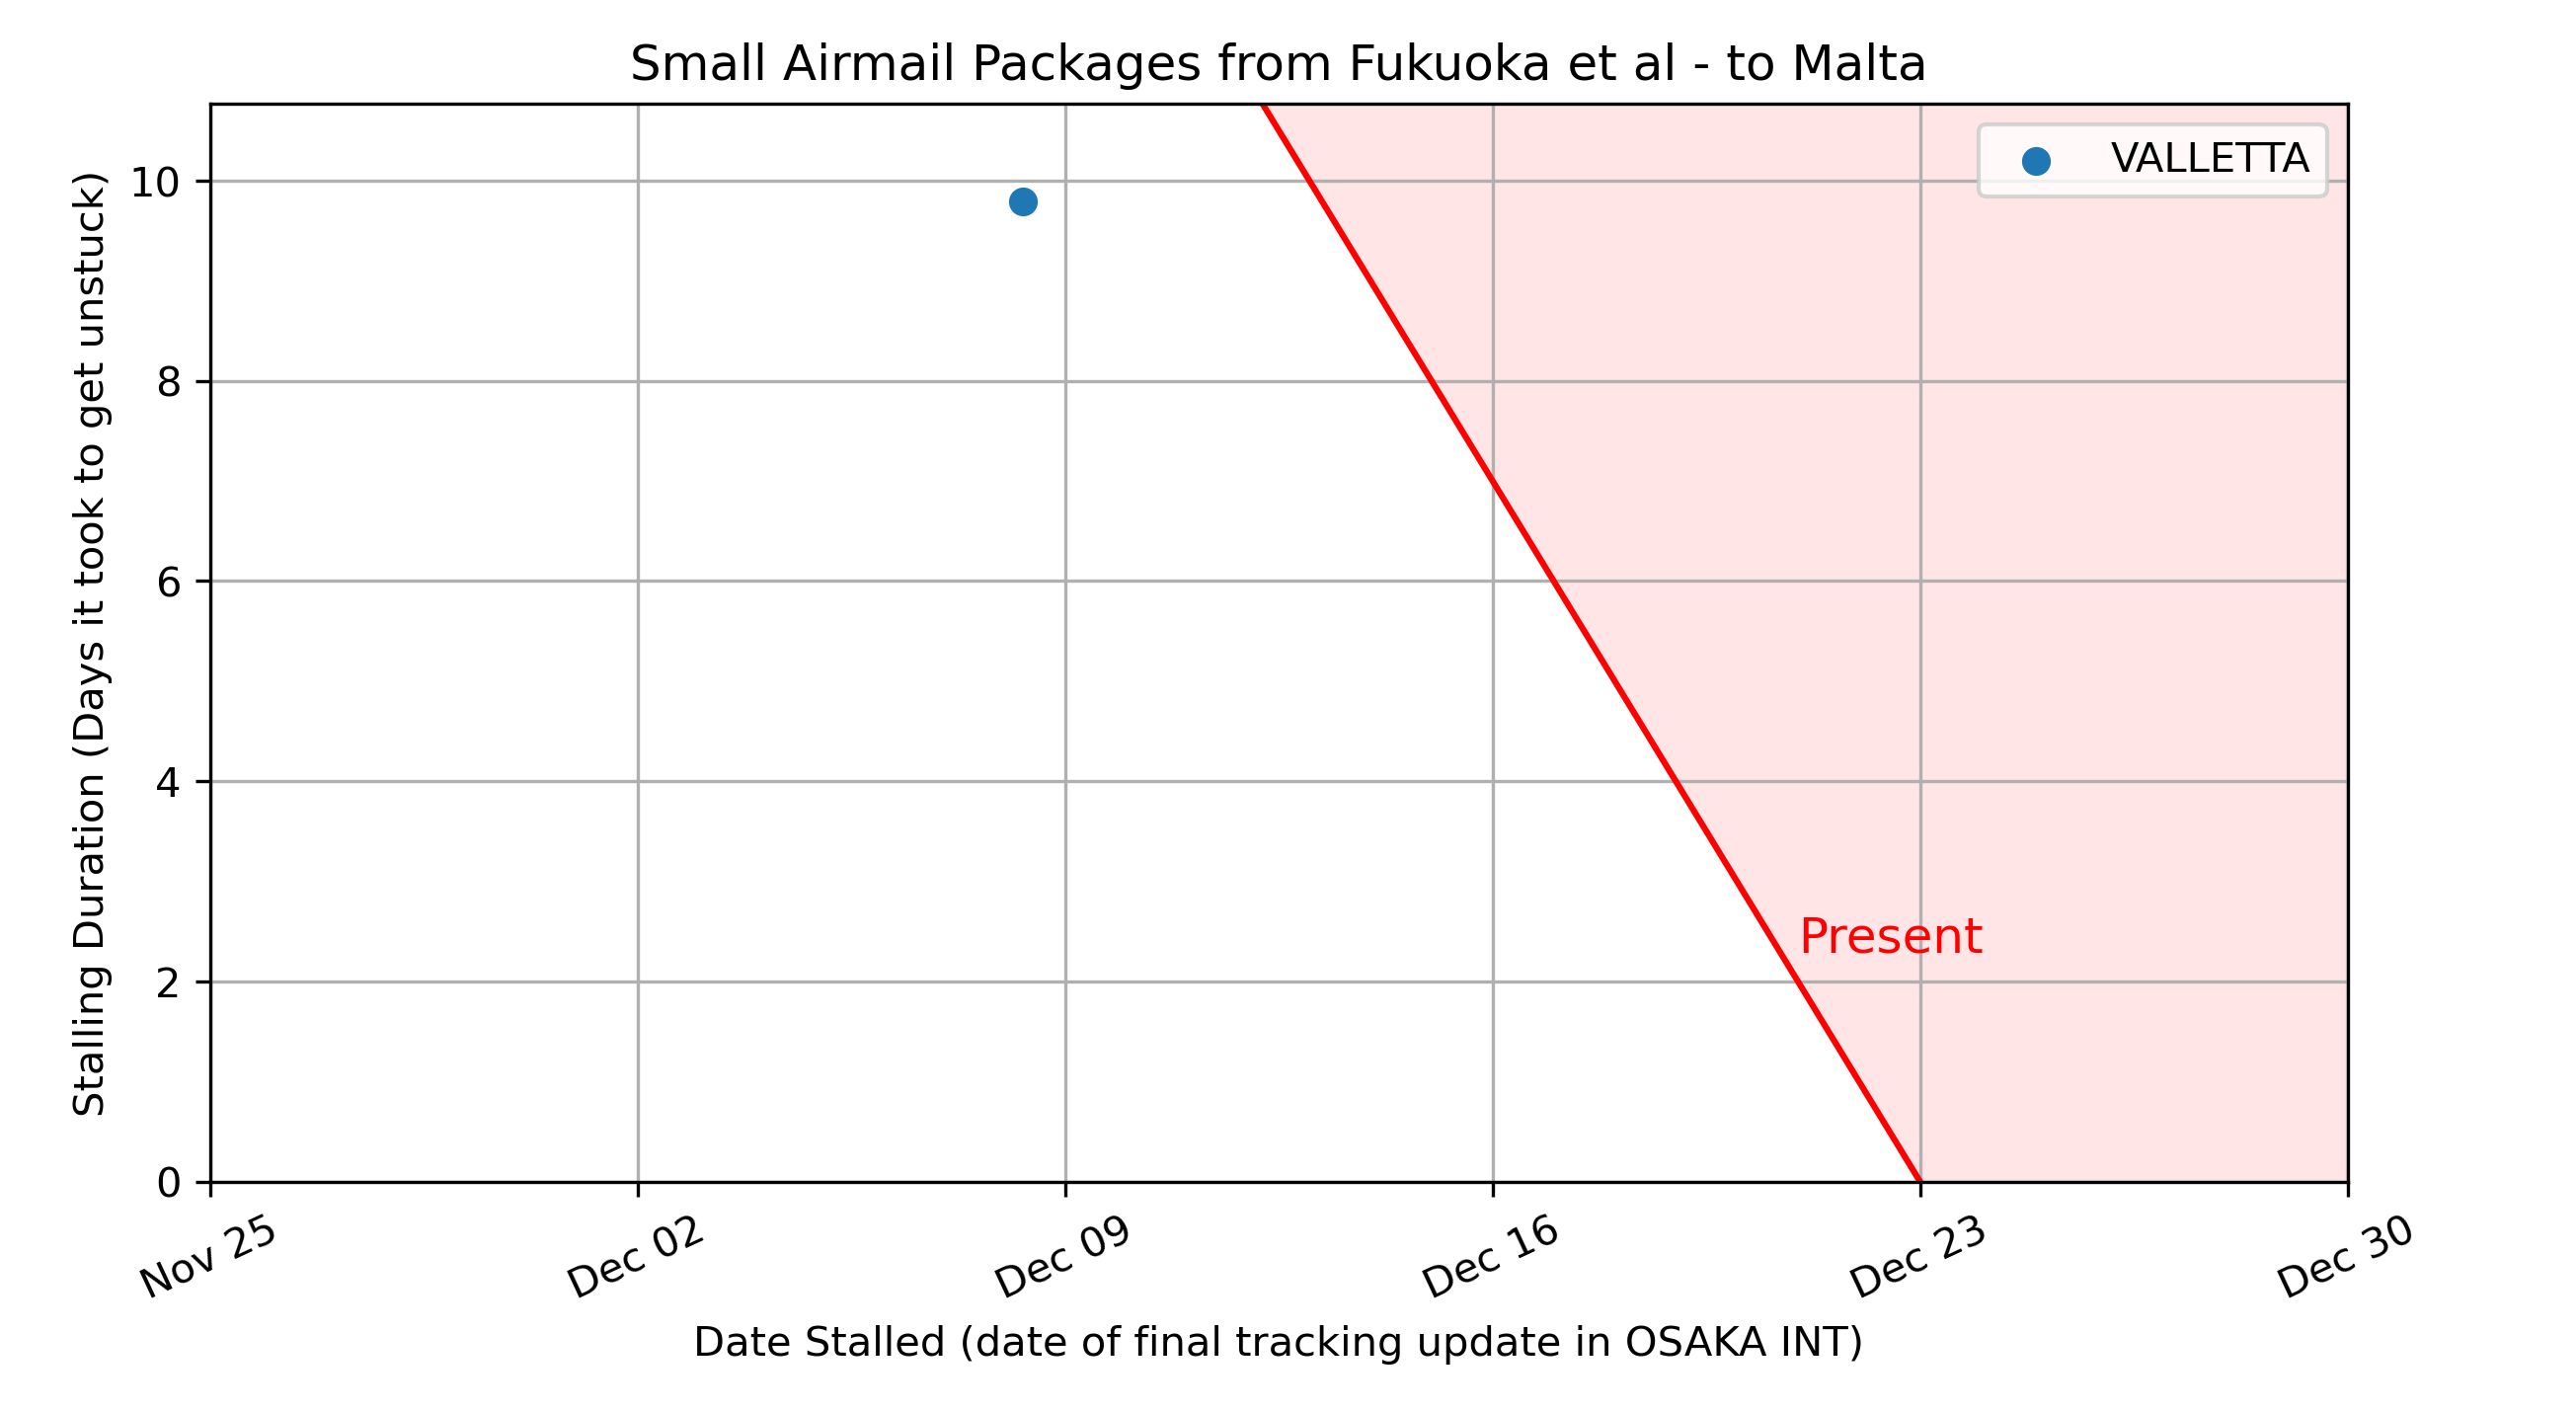 Small Airmail Packages from Fukuoka et al - to Malta
VALLETTA
Stalling Duration (Days it took to get unstuck)
10
8
6
4
2
0
Present
Nov 25
Dec 02
Dec 09
Dec 16
Dec 23
Dec 30
Date Stalled (date of final tracking update in OSAKA INT)